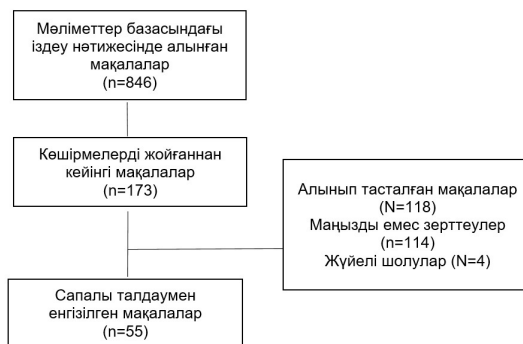 Мәліметтер базасындағы
іздеу нәтижесінде алынған
мақалалар
(n=846)
Көшірмелерді жойғаннан
кейінгі мақалалар
(n=173)
Алынып тасталған мақалалар
(N=118)
Маңызды емес зерттеулер
(n=114)
Жүйелі шолулар (N=4)
Сапалы талдаумен
енгізілген мақалалар
(n=55)